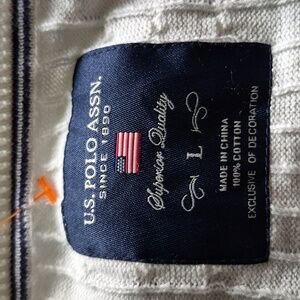 U.S. POLO ASSN.
SINCE 1890
Superior Quality
L
MADE IN CHINA
100% COTTON
EXCLUSIVE OF DECORATION